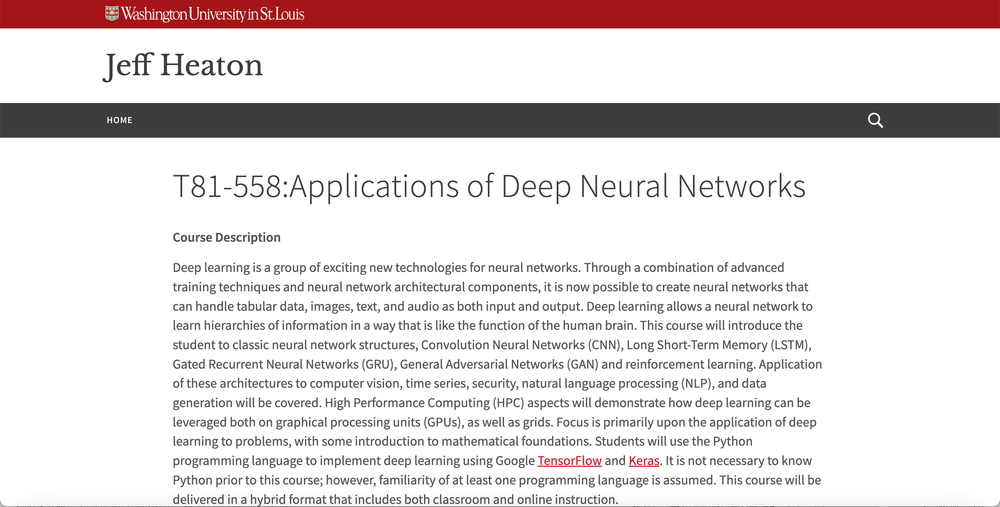 Washington University in St. Louis
Jeff Heaton
HOME
T81-558:Applications of Deep Neural Networks
Course Description
Deep learning is a group of exciting new technologies for neural networks. Through a combination of advanced
training techniques and neural network architectural components, it is now possible to create neural networks that
can handle tabular data, images, text, and audio as both input and output. Deep learning allows a neural network to
learn hierarchies of information in a way that is like the function of the human brain. This course will introduce the
student to classic neural network structures, Convolution Neural Networks (CNN), Long Short-Term Memory (LSTM),
Gated Recurrent Neural Networks (GRU), General Adversarial Networks (GAN) and reinforcement learning. Application
of these architectures to computer vision, time series, security, natural language processing (NLP), and data
generation will be covered. High Performance Computing (HPC) aspects will demonstrate how deep learning can be
leveraged both on graphical processing units (GPUs), as well as grids. Focus is primarily upon the application of deep
learning to problems, with some introduction to mathematical foundations. Students will use the Python
programming language to implement deep learning using Google TensorFlow and Keras. It is not necessary to know
Python prior to this course; however, familiarity of at least one programming language is assumed. This course will be
delivered in a hybrid format that includes both classroom and online instruction.